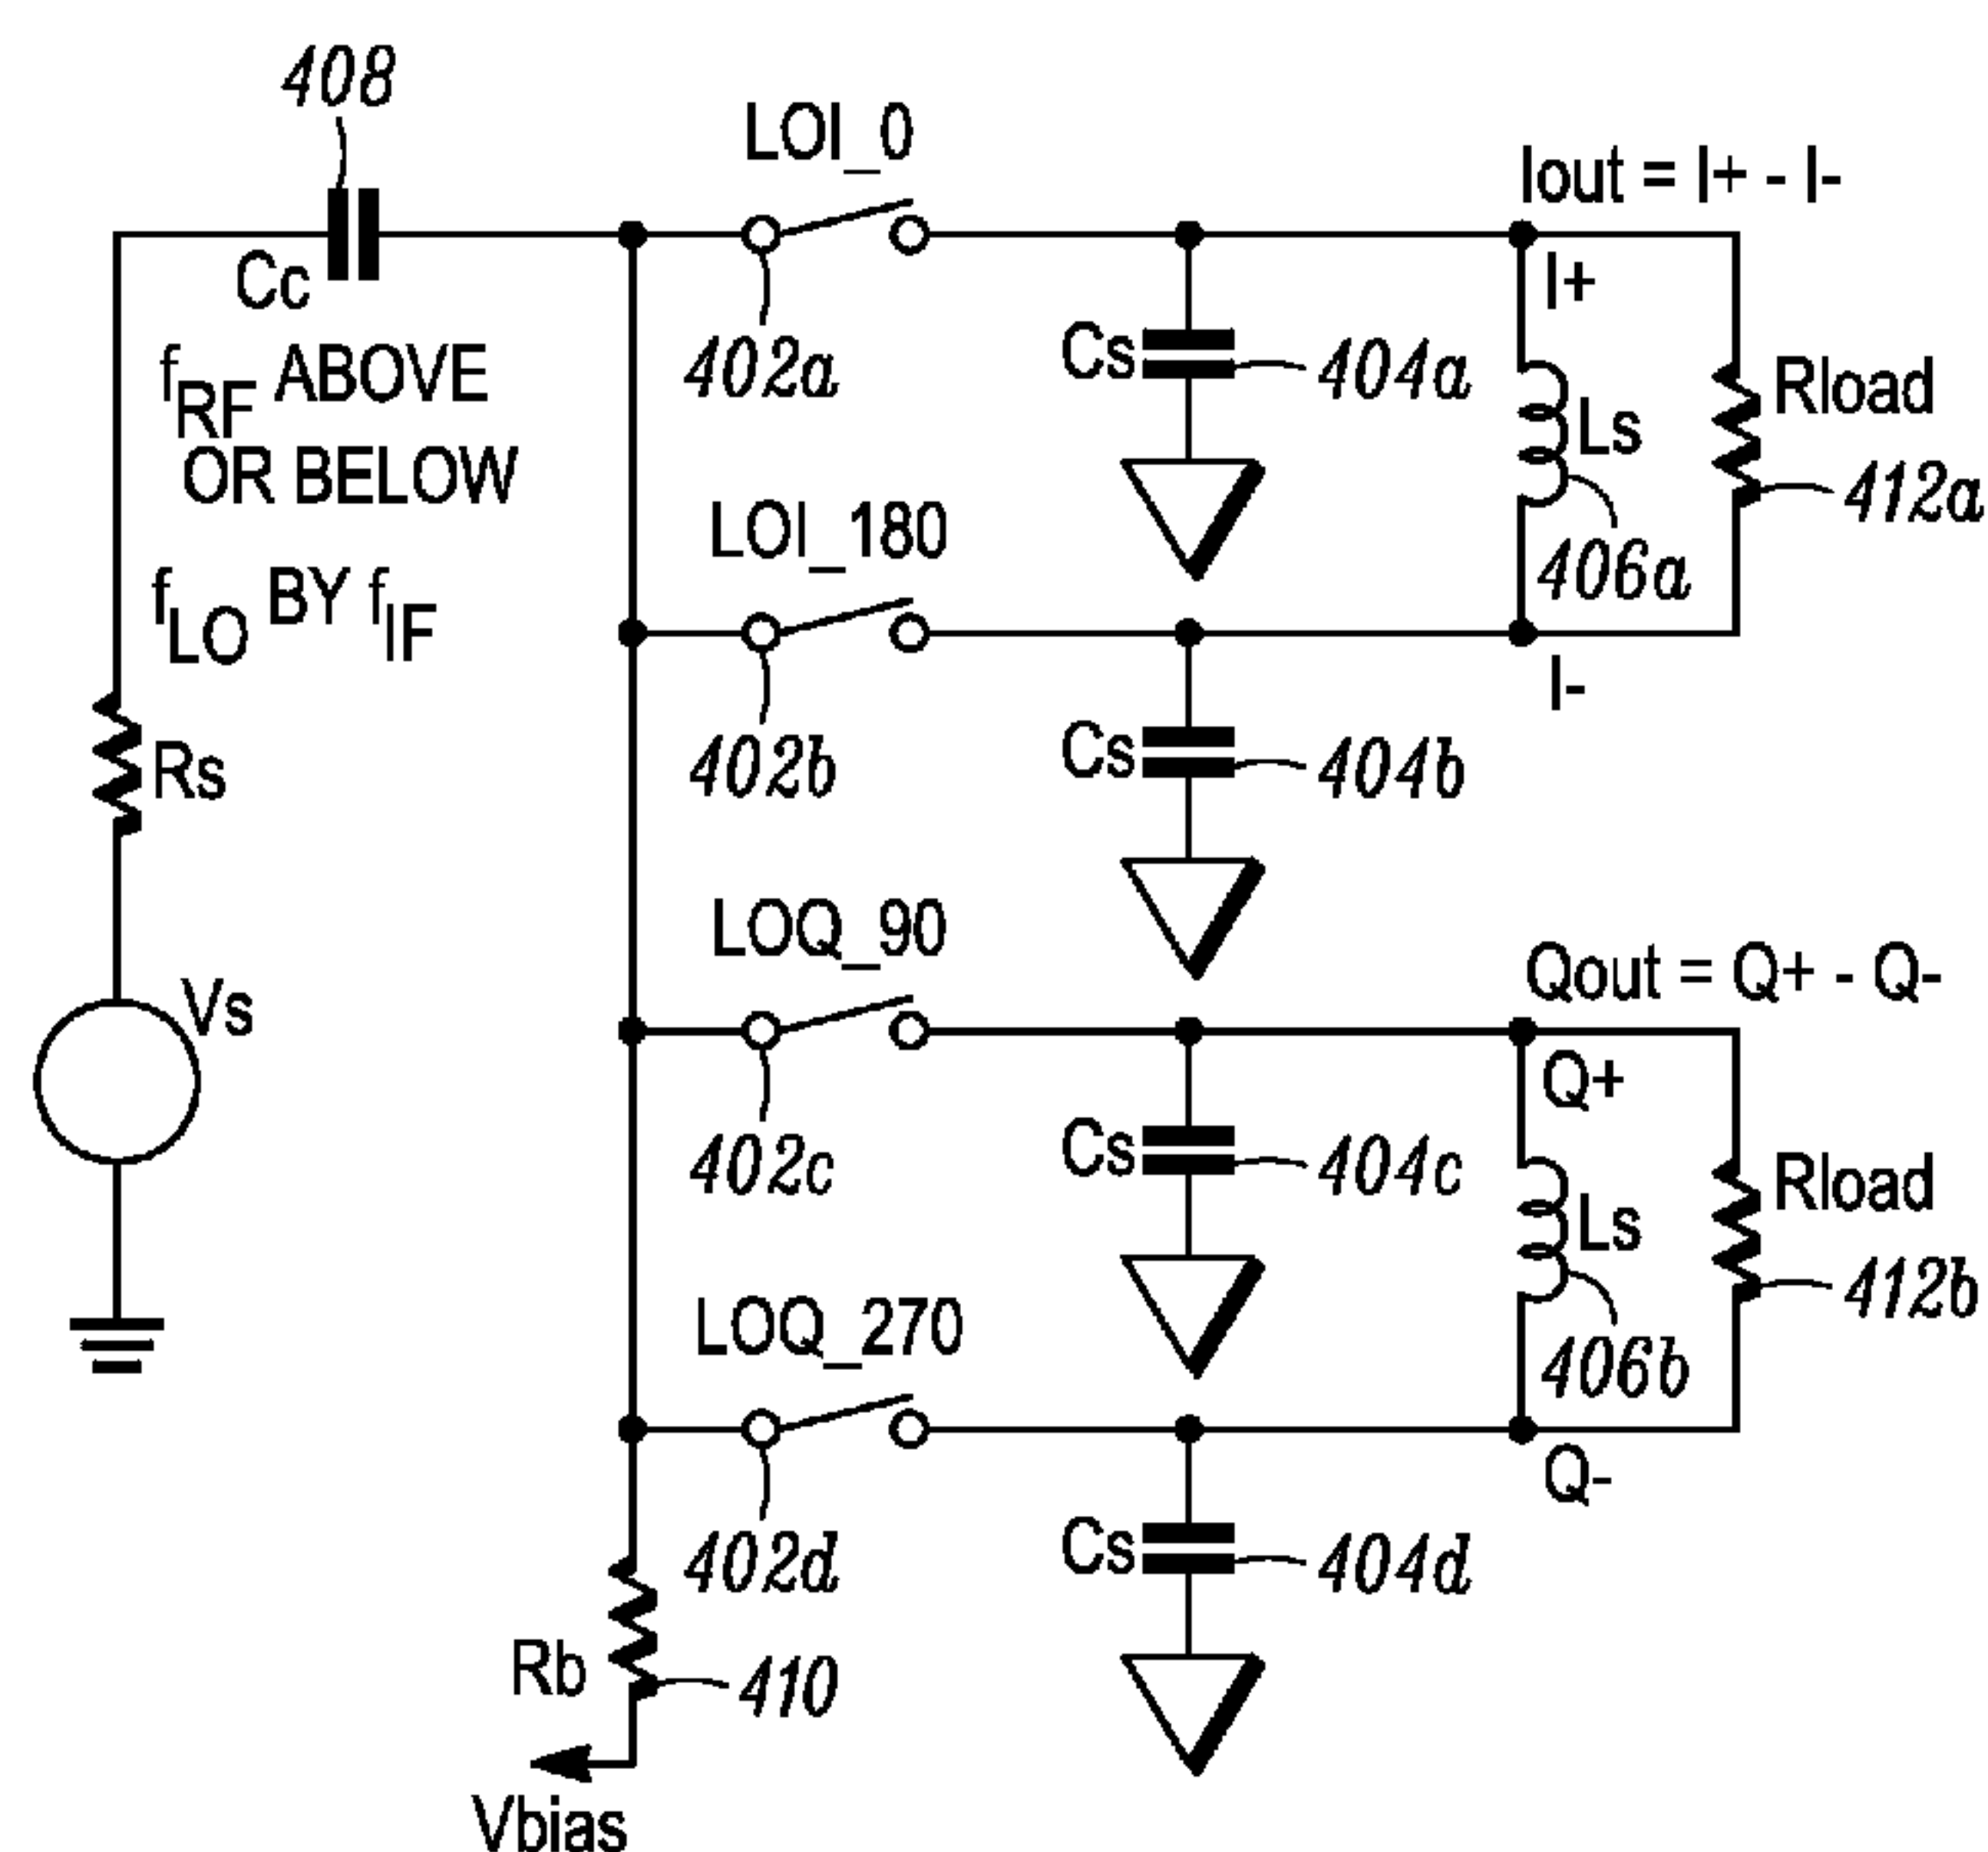 408
LOI_0
Iout = I+ - I-
Cc
I+
fRF ABOVE
OR BELOW
fLO BY fIF
402a
Cs
404a
Ls
Rload
412a
406a
LOI_180
I-
Rs
402b
Cs
404b
Vs
LOQ_90
Qout = Q+ - Q-
Q+
402c
Cs
404c
Ls
Rload
412b
406b
LOQ_270
Q-
402d
Cs
404d
Rb
410
Vbias